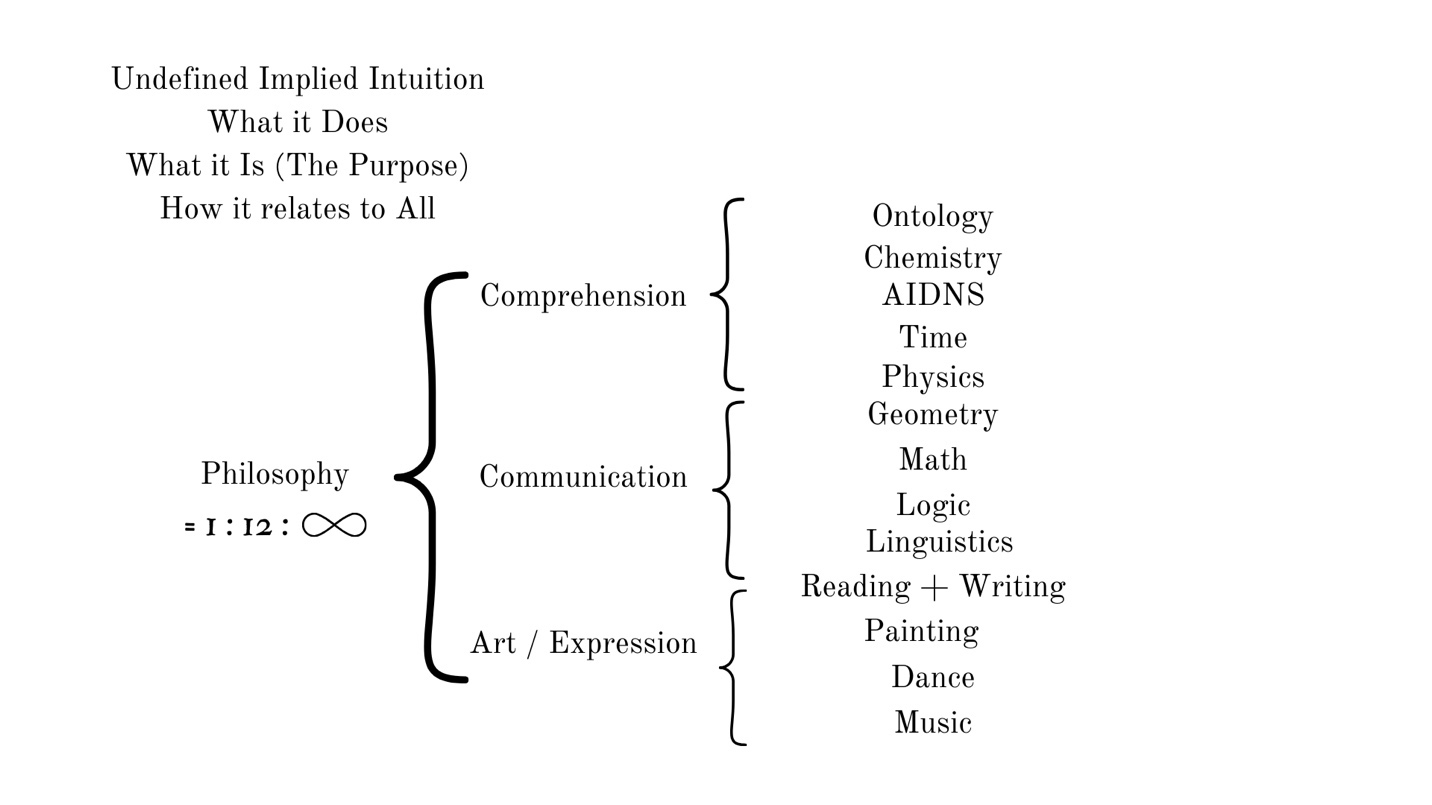 Undefined Implied Intuition
What it Does
What it Is (The Purpose)
How it relates to All
Philosophy
= 1 : 12 : ∞
Comprehension
Ontology
Chemistry
AIDNS
Time
Physics
Communication
Geometry
Math
Logic
Linguistics
Art / Expression
Reading + Writing
Painting
Dance
Music